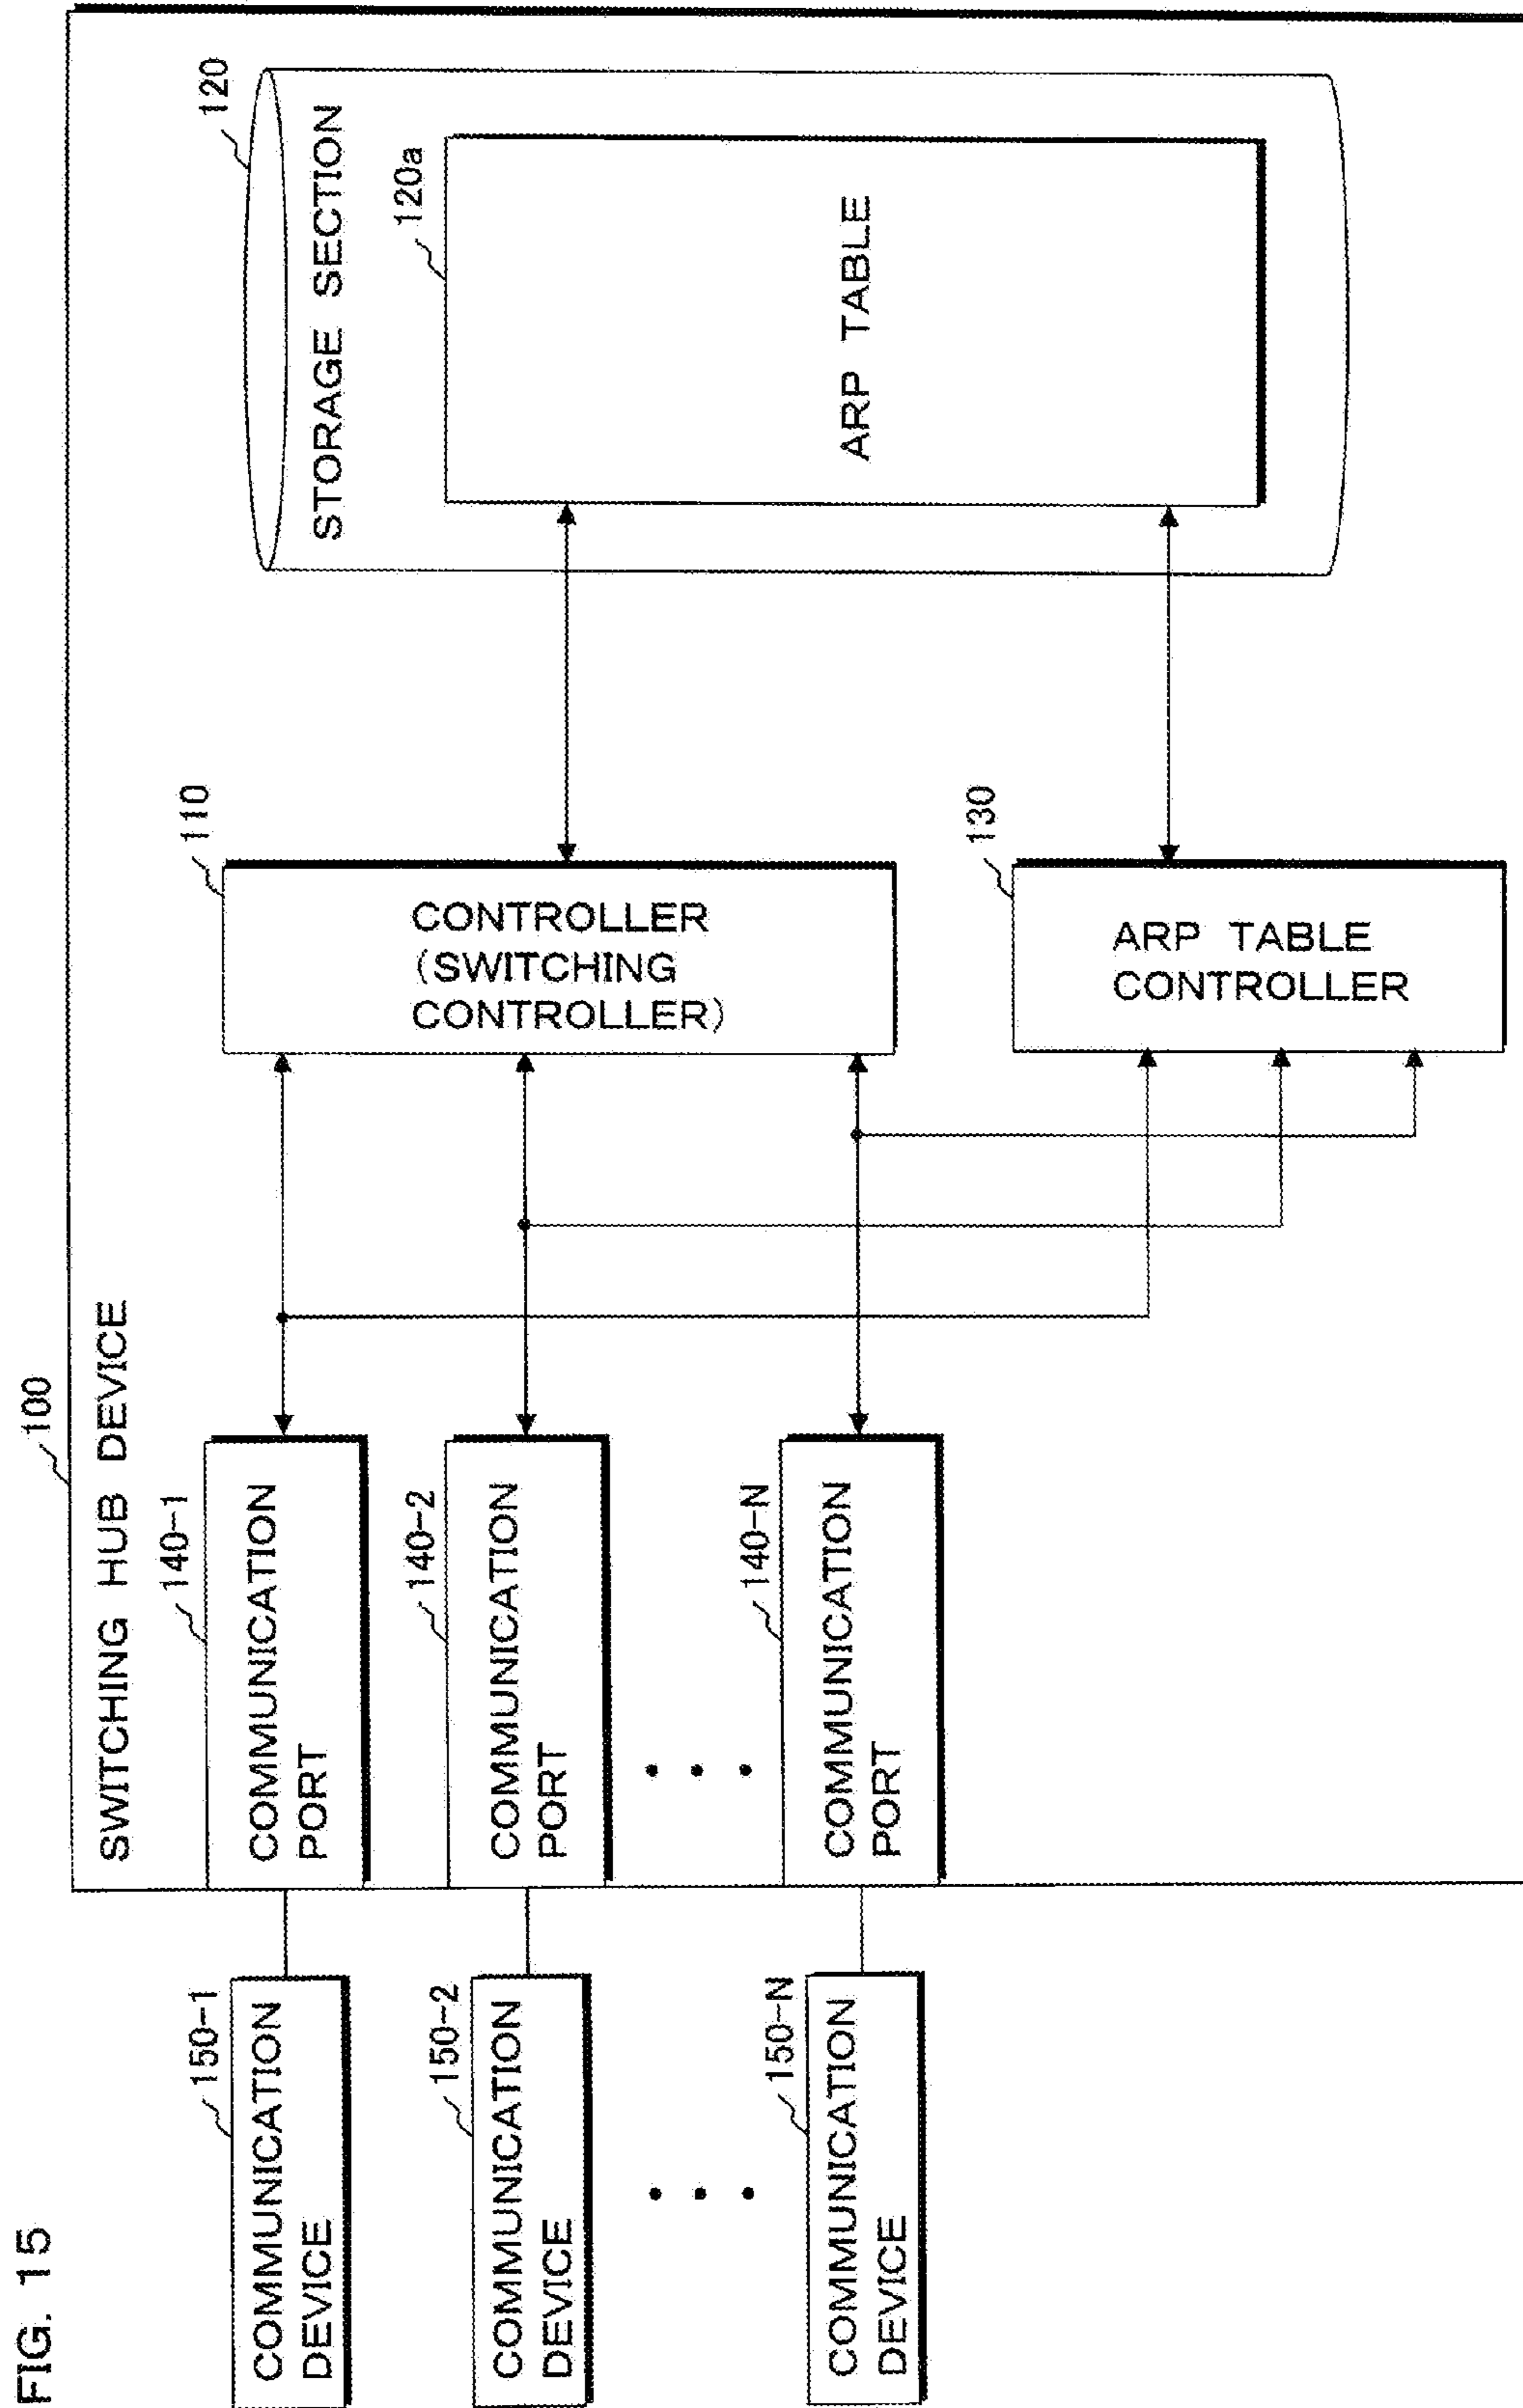 FIG. 15
100
SWITCHING HUB DEVICE
150-1
COMMUNICATION
DEVICE
140-1
COMMUNICATION
PORT
110
CONTROLLER
(SWITCHING
CONTROLLER)
120
STORAGE SECTION
120a
ARP TABLE
150-2
COMMUNICATION
DEVICE
140-2
COMMUNICATION
PORT
150-N
COMMUNICATION
DEVICE
140-N
COMMUNICATION
PORT
130
ARP TABLE
CONTROLLER